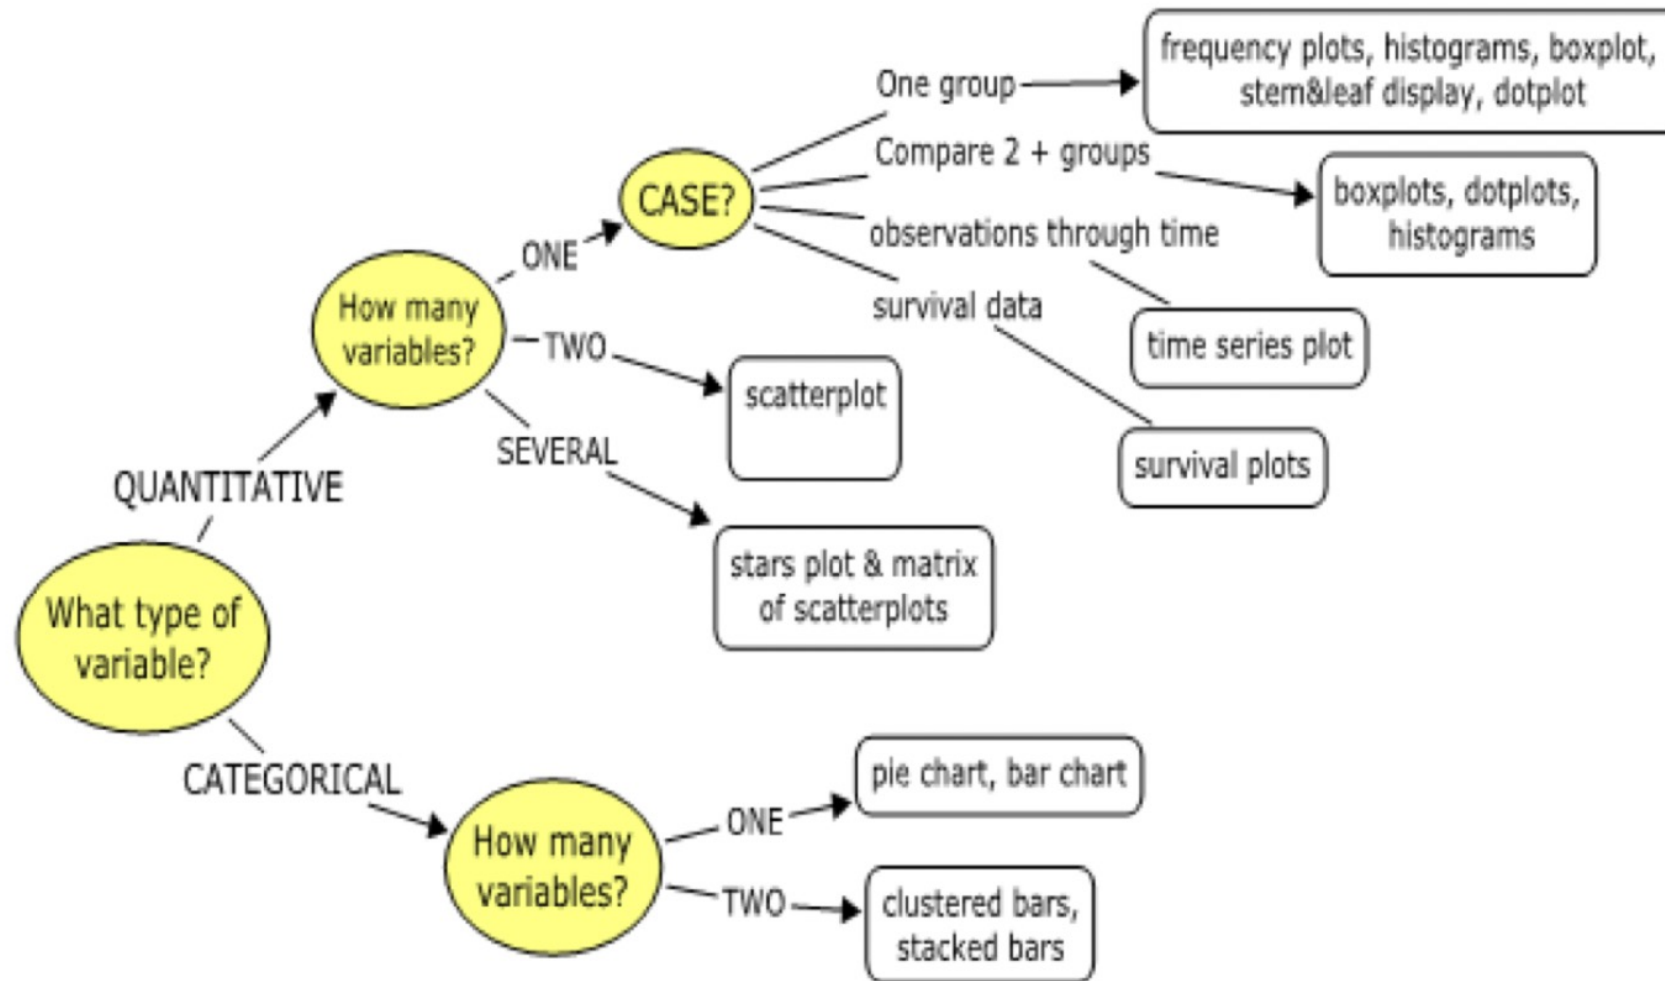 frequency plots, histograms, boxplot,
stem&leaf display, dotplot
One group
Compare 2 + groups
boxplots, dotplots,
histograms
CASE?
observations through time
ONE
survival data
How many
variables?
time series plot
TWO
scatterplot
SEVERAL
survival plots
QUANTITATIVE
stars plot & matrix
of scatterplots
What type of
variable?
CATEGORICAL
pie chart, bar chart
ONE
How many
variables?
TWO
clustered bars,
stacked bars